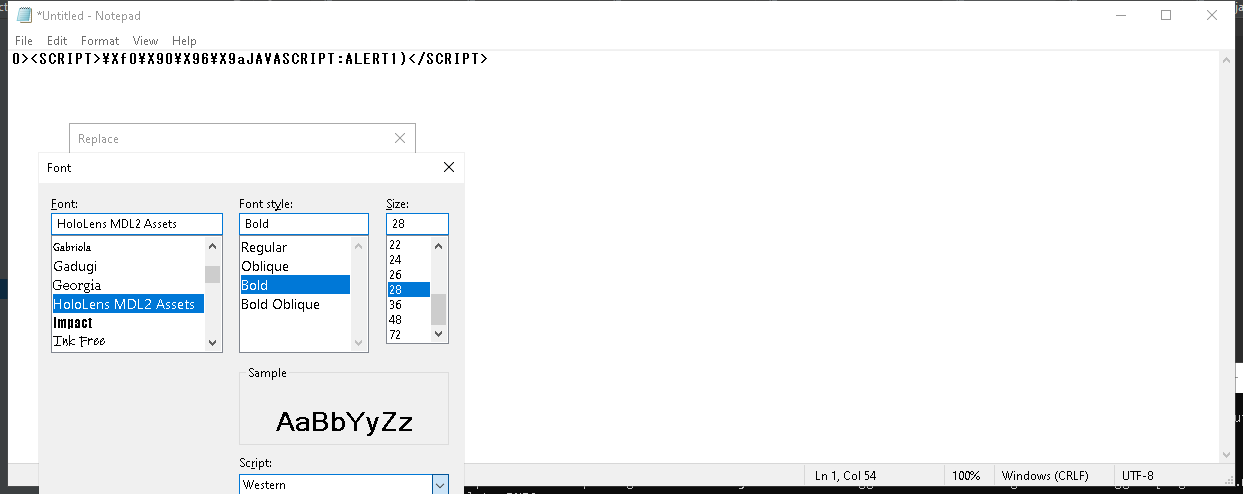 *Untitled - Notepad
File Edit Format View Help
0><SCRIPT>¥Xf0¥X90¥X96¥X9aJAVASCRIPT:ALERT1)</SCRIPT>
Replace
Font
Font: Font style: Size:
HoloLens MDL2 Assets Bold 28
Gabriola Regular 22
Gadugi Oblique 24
Georgia Bold 26
HoloLens MDL2 Assets Bold Oblique 28
Impact 36
Ink Free 48
72
Sample
AaBbYyZz
Script:
Western
Ln 1, Col 54 100% Windows (CRLF) UTF-8